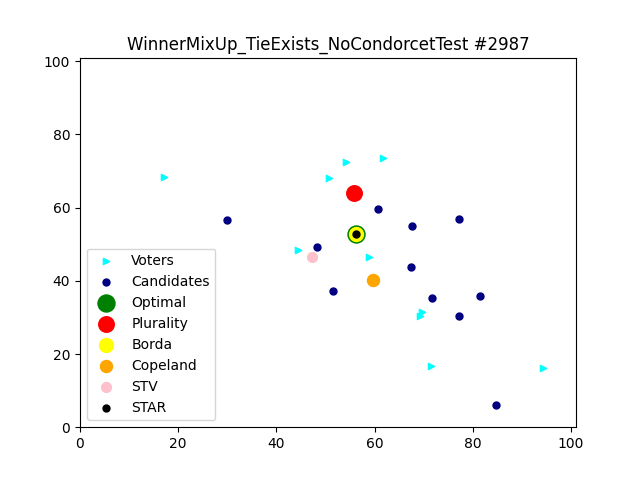 WinnerMixUp_TieExists_NoCondorcetTest #2987
100
80
60
40
20
0
Voters
Candidates
Optimal
Plurality
Borda
Copeland
STV
STAR
0 20 40 60 80 100